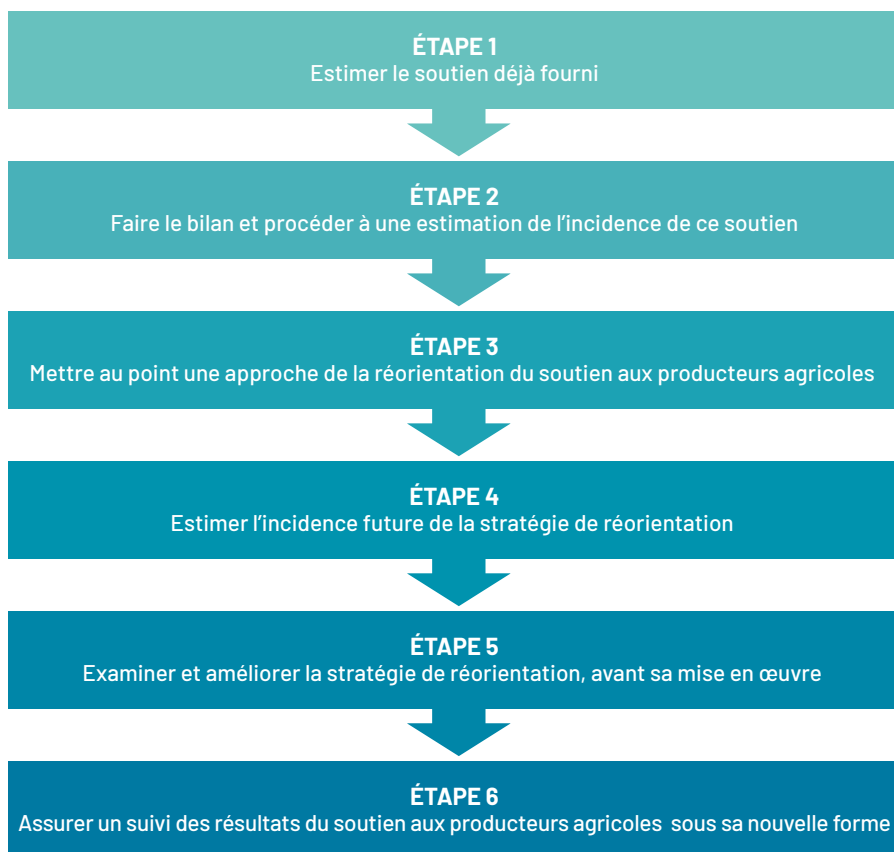 ÉTAPE 1
Estimer le soutien déjà fourni
ÉTAPE 2
Faire le bilan et procéder à une estimation de l'incidence de ce soutien
ÉTAPE 3
Mettre au point une approche de la réorientation du soutien aux producteurs agricoles
ÉTAPE 4
Estimer l'incidence future de la stratégie de réorientation
ÉTAPE 5
Examiner et améliorer la stratégie de réorientation, avant sa mise en œuvre
ÉTAPE 6
Assurer un suivi des résultats du soutien aux producteurs agricoles sous sa nouvelle forme